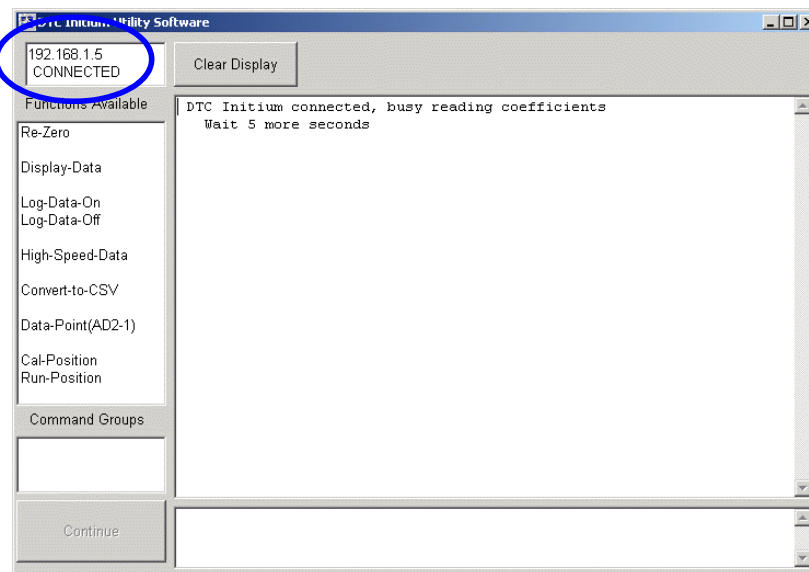 DTC Initium Utility Software
192.168.1.5
CONNECTED
Clear Display
Functions Available
DTC Initium connected, busy reading coefficients
Wait 5 more seconds
Re-Zero
Display-Data
Log-Data-On
Log-Data-Off
High-Speed-Data
Convert-to-CSV
Data-Point(AD2-1)
Cal-Position
Run-Position
Command Groups
Continue